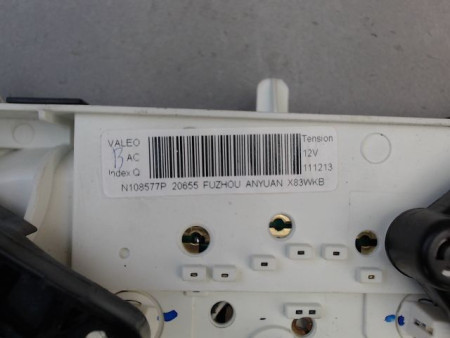 VALEO Tension
B AC 12V
Index Q 111213
N108577P 20655 FUZHOU ANYUAN X83WKB